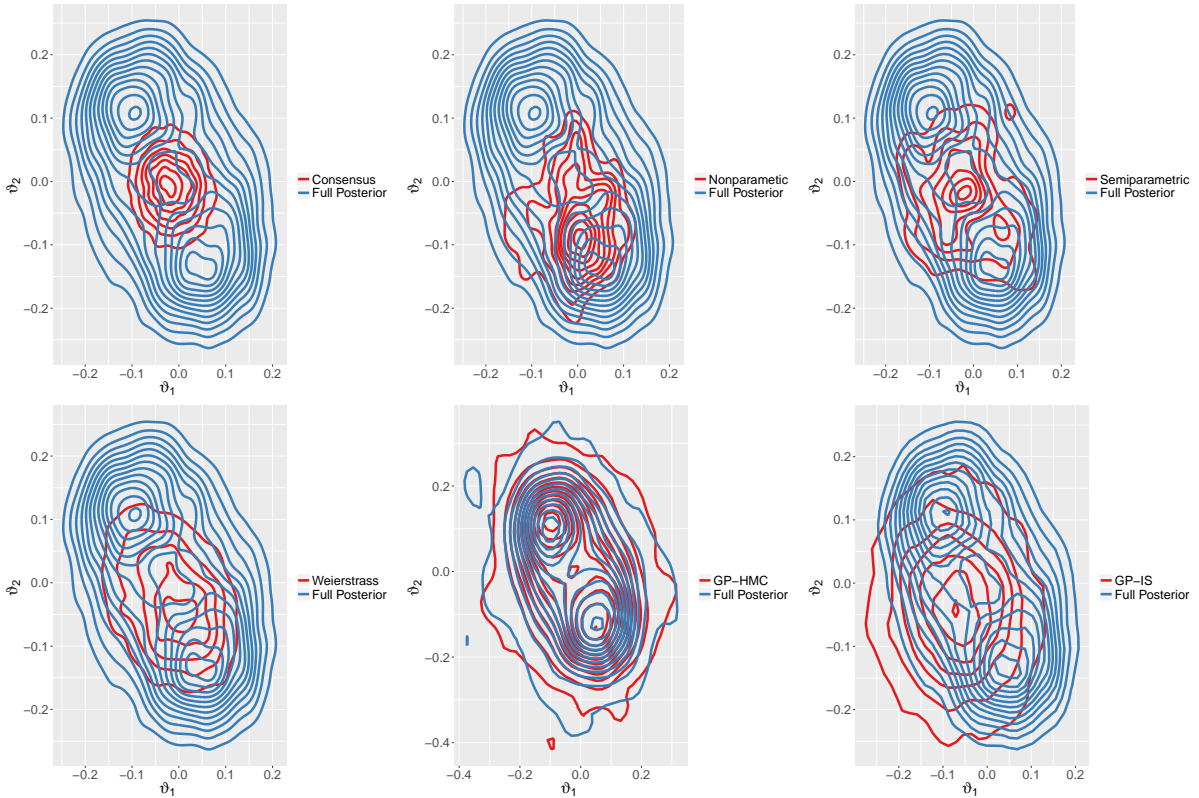 0.2
0.1
0.0
−0.1
−0.2
ϑ2
−0.2 −0.1 0.0 0.1 0.2
ϑ1
Consensus
Full Posterior
0.2
0.1
0.0
−0.1
−0.2
ϑ2
−0.2 −0.1 0.0 0.1 0.2
ϑ1
Nonparametic
Full Posterior
0.2
0.1
0.0
−0.1
−0.2
ϑ2
−0.2 −0.1 0.0 0.1 0.2
ϑ1
Semiparametric
Full Posterior
0.2
0.1
0.0
−0.1
−0.2
ϑ2
−0.2 −0.1 0.0 0.1 0.2
ϑ1
Weierstrass
Full Posterior
0.2
0.0
−0.2
−0.4
ϑ2
−0.4 −0.2 0.0 0.2
ϑ1
GP−HMC
Full Posterior
0.2
0.1
0.0
−0.1
−0.2
ϑ2
−0.2 −0.1 0.0 0.1 0.2
ϑ1
GP−IS
Full Posterior